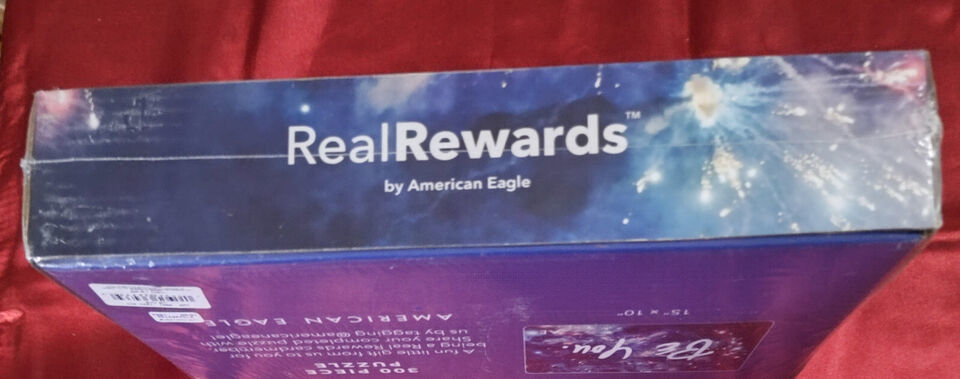 RealRewards™
by American Eagle
300 PIECE
PUZZLE
A fun little gift from us to you for
being a Real Rewards cardmember.
Share your completed puzzle with
us by tagging @americaneagle!
AMERICAN EAGLE
Be You.
15" x 10"